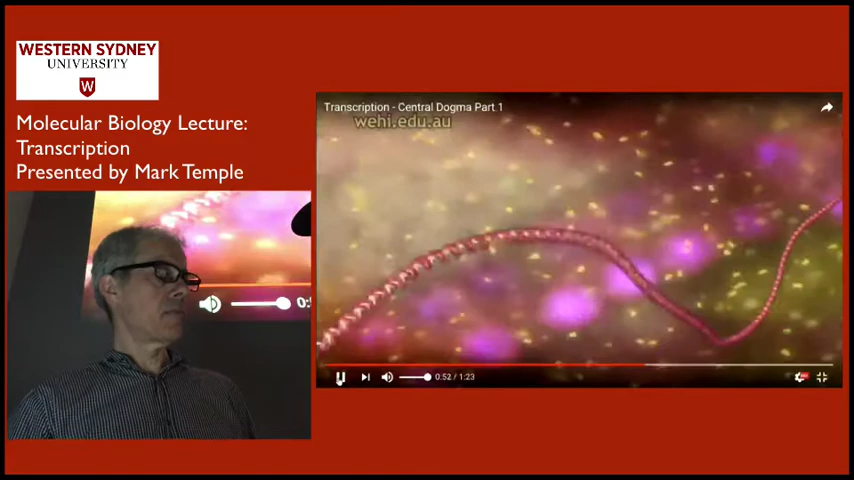 WESTERN SYDNEY
UNIVERSITY
W
Molecular Biology Lecture:
Transcription
Presented by Mark Temple
Transcription - Central Dogma Part 1
wehi.edu.au
0:52 / 1:23